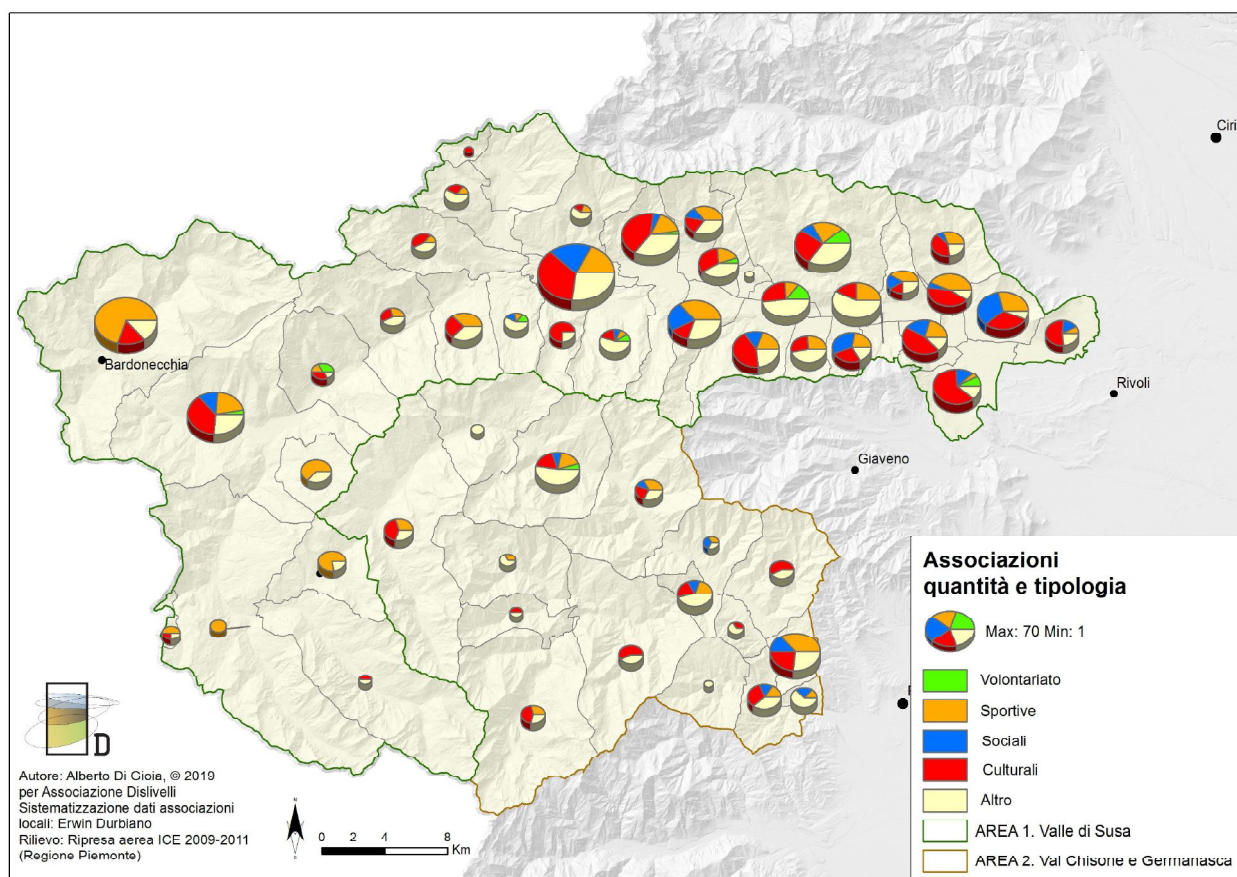 Ciri
Bardonecchia
Rivoli
Giaveno
Associazioni
quantità e tipologia
Max: 70 Min: 1
Volontariato
Sportive
Sociali
Culturali
Altro
AREA 1. Valle di Susa
AREA 2. Val Chisone e Germanasca
D
Autore: Alberto Di Gioia, © 2019
per Associazione Dislivelli
Sistematizzazione dati associazioni
locali: Erwin Durbiano
Rilievo: Ripresa aerea ICE 2009-2011
(Regione Piemonte)
N
0 2 4 8
Km